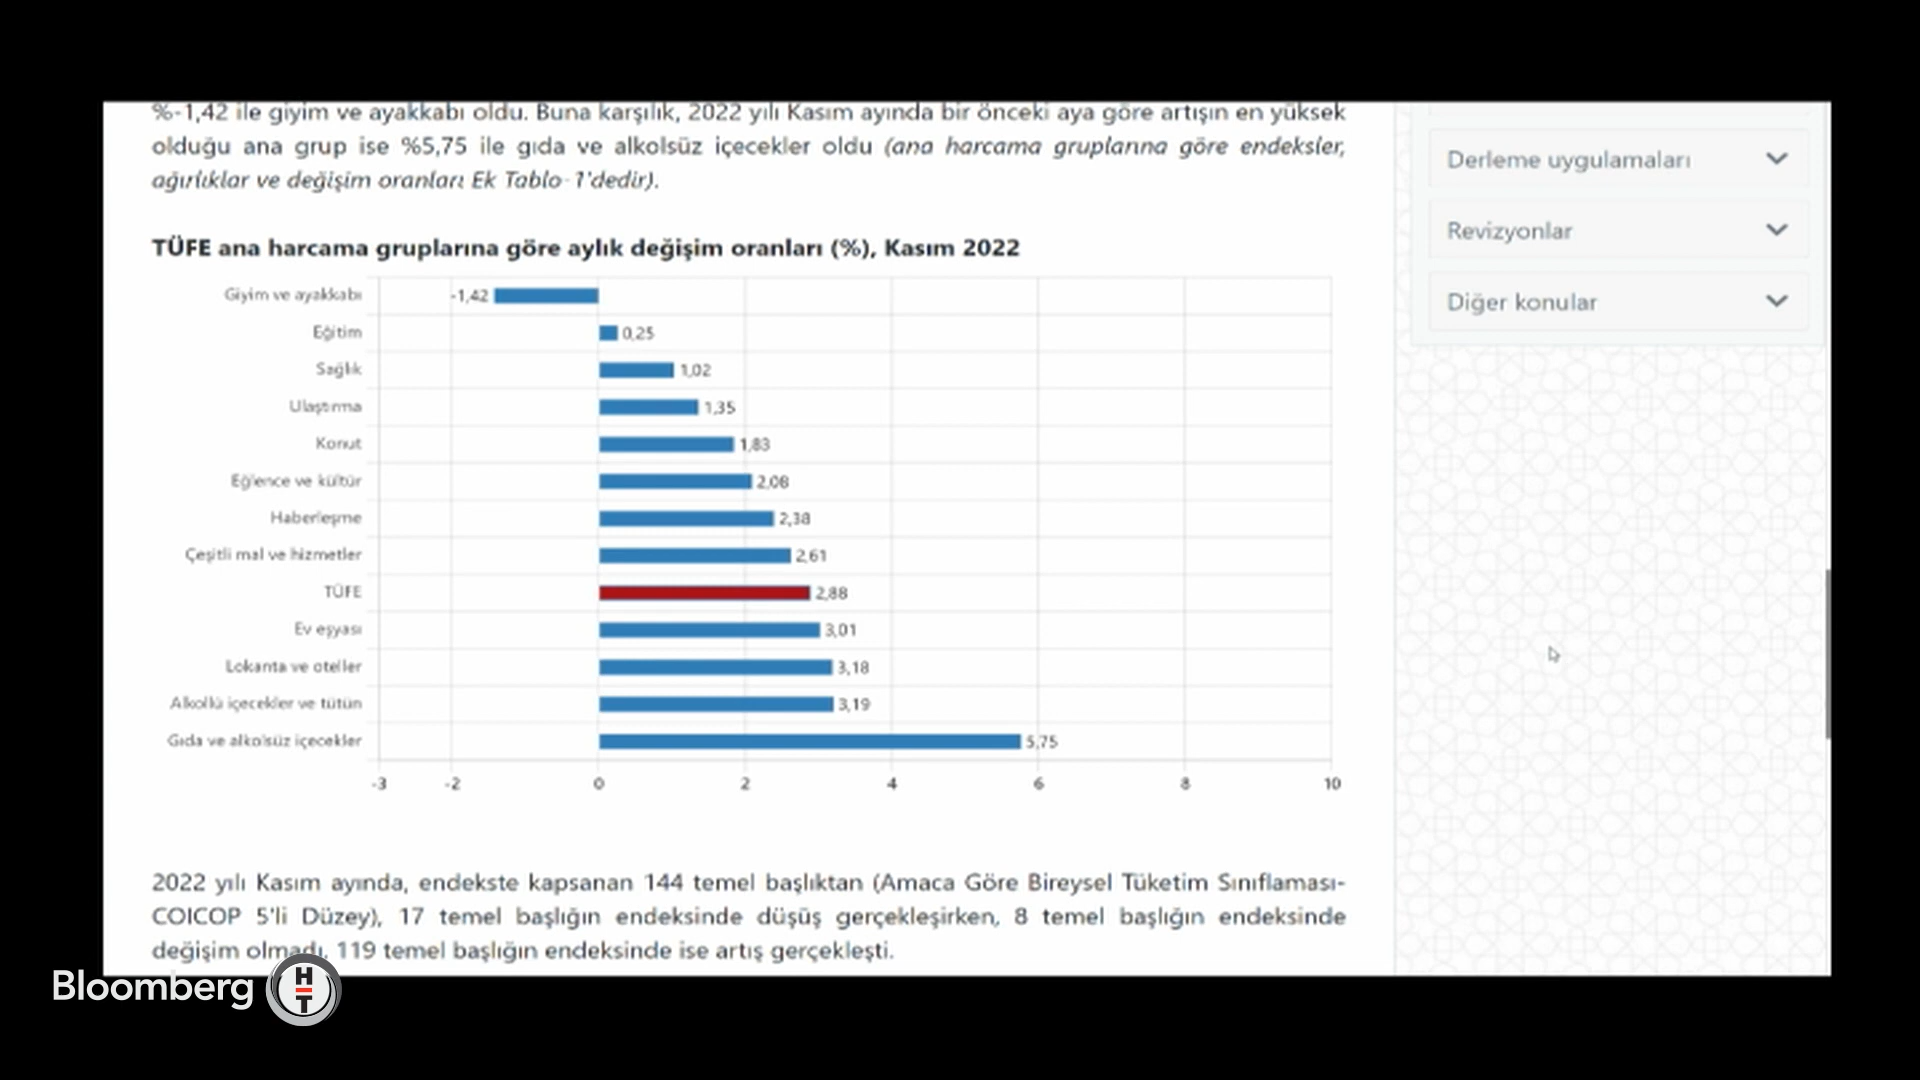 %-1,42 ile giyim ve ayakkabı oldu. Buna karşılık, 2022 yılı Kasım ayında bir önceki aya göre artışın en yüksek
olduğu ana grup ise %5,75 ile gıda ve alkolsüz içecekler oldu (ana harcama gruplarına göre endeksler,
ağırlıklar ve değişim oranları Ek Tablo-1'dedir).
TÜFE ana harcama gruplarına göre aylık değişim oranları (%), Kasım 2022
Giyim ve ayakkabı -1,42
Eğitim 0,25
Sağlık 1,02
Ulaştırma 1,35
Konut 1,83
Eğlence ve kültür 2,08
Haberleşme 2,38
Çeşitli mal ve hizmetler 2,61
TÜFE 2,88
Ev eşyası 3,01
Lokanta ve oteller 3,18
Alkollü içecekler ve tütün 3,19
Gıda ve alkolsüz içecekler 5,75
-3 -2 0 2 4 6 8 10
2022 yılı Kasım ayında, endekste kapsanan 144 temel başlıktan (Amaca Göre Bireysel Tüketim Sınıflaması-
COICOP 5'li Düzey), 17 temel başlığın endeksinde düşüş gerçekleşirken, 8 temel başlığın endeksinde
değişim olmadı, 119 temel başlığın endeksinde ise artış gerçekleşti.
Derleme uygulamaları
Revizyonlar
Diğer konular
Bloomberg HT